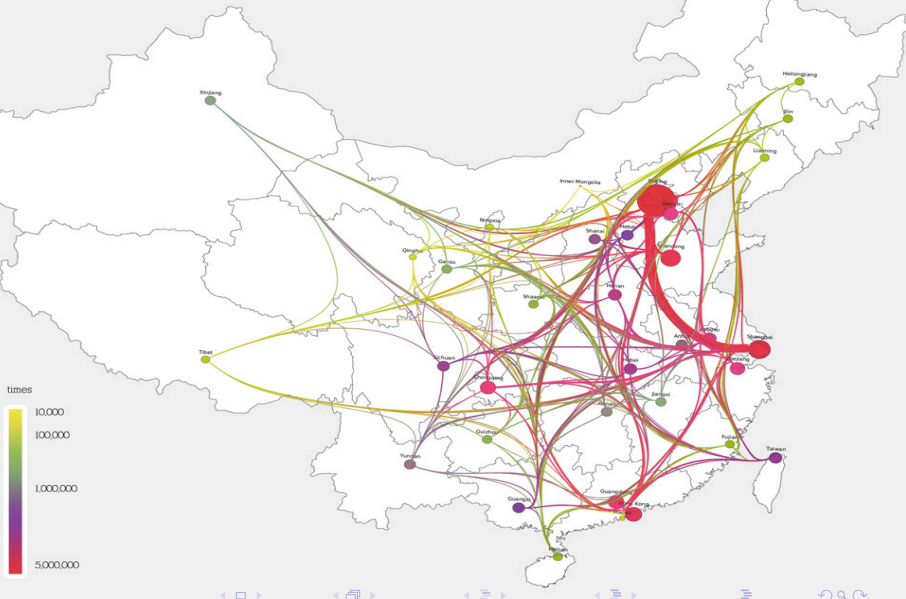 Heilongjiang
Xinjiang
Jilin
Liaoning
Inner Mongolia
Beijing
Tianjin
Ningxia
Shanxi
Hebei
Qinghai
Gansu
Shandong
Henan
Shaanxi
Jiangsu
Shanghai
Tibet
Sichuan
Hubei
Zhejiang
Chongqing
times
10,000
100,000
1,000,000
5,000,000
Jiangxi
Hunan
Guizhou
Fujian
Taiwan
Yunnan
Guangxi
Guangdong
Hong Kong
Macau
Hainan